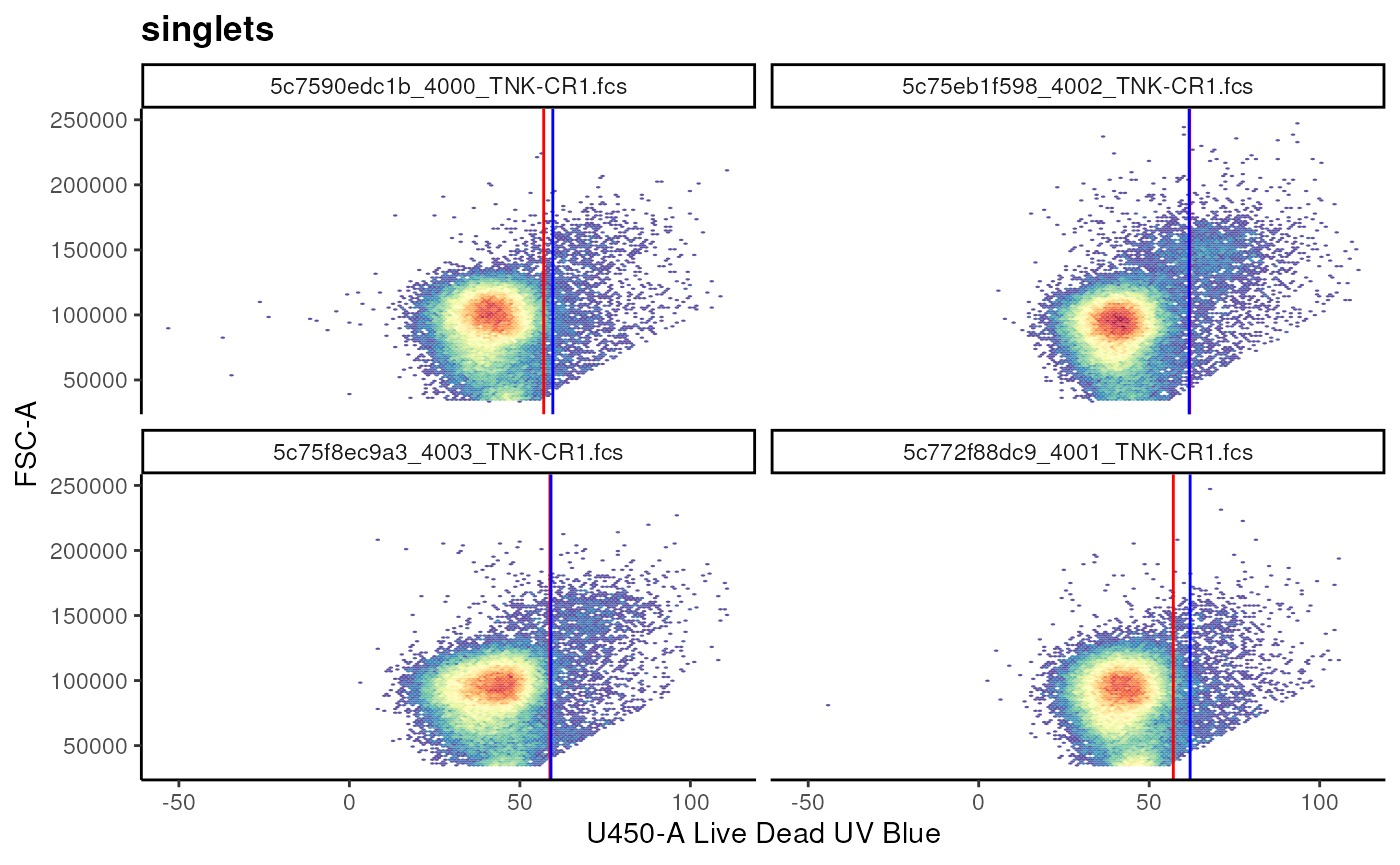 singlets
5c7590edc1b_4000_TNK-CR1.fcs
5c75eb1f598_4002_TNK-CR1.fcs
250000
200000
150000
100000
50000
5c75f8ec9a3_4003_TNK-CR1.fcs
5c772f88dc9_4001_TNK-CR1.fcs
250000
200000
150000
100000
50000
FSC-A
-50 0 50 100 -50 0 50 100
U450-A Live Dead UV Blue